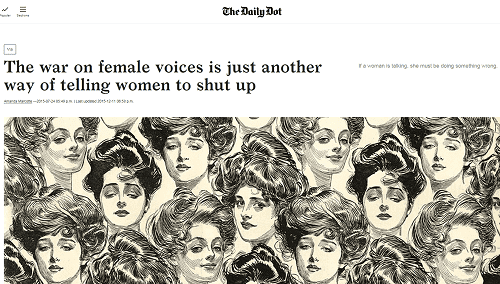 The Daily Dot
Popular
Sections
Via
The war on female voices is just another
way of telling women to shut up
If a woman is talking, she must be doing something wrong.
Amanda Marcotte —2015-07-24 05:49 p.m. | Last updated 2015-12-11 06:53 p.m.